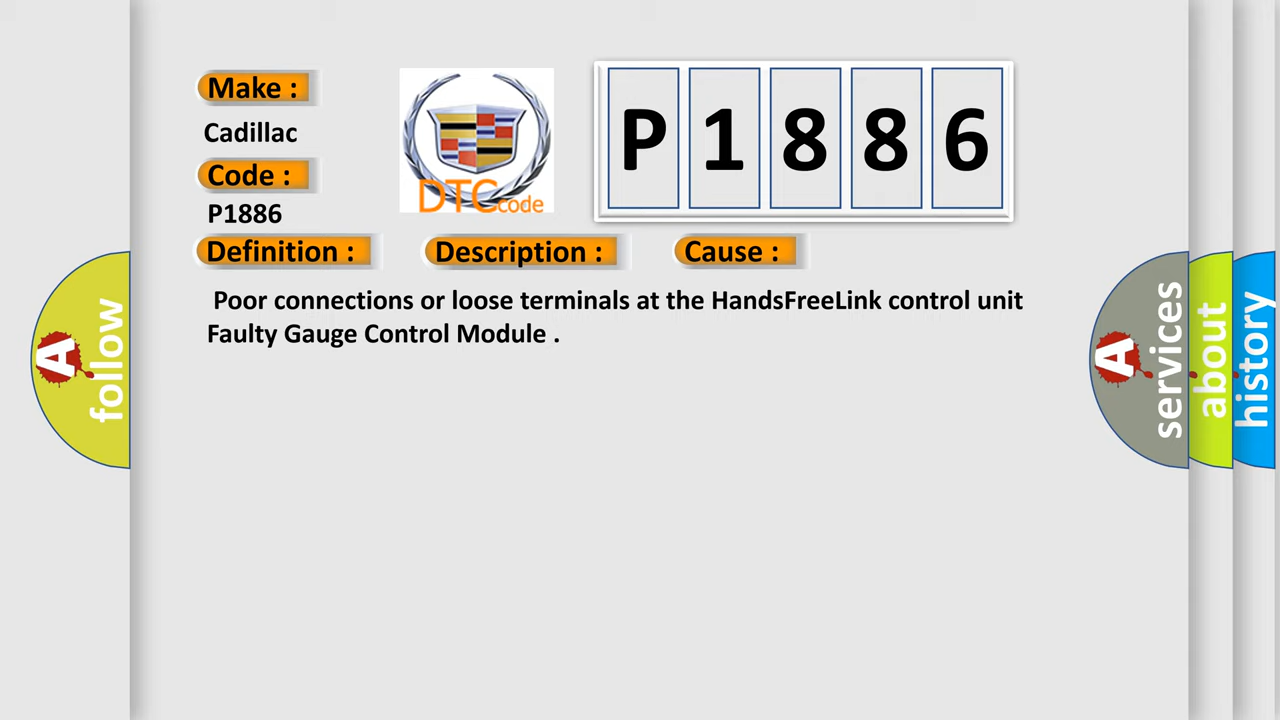 Make :
Cadillac
Code :
P1886
DTC code
P 1 8 8 6
Definition :
Description :
Cause :
Poor connections or loose terminals at the HandsFreeLink control unit
Faulty Gauge Control Module .
A
follow
A
services
about
history